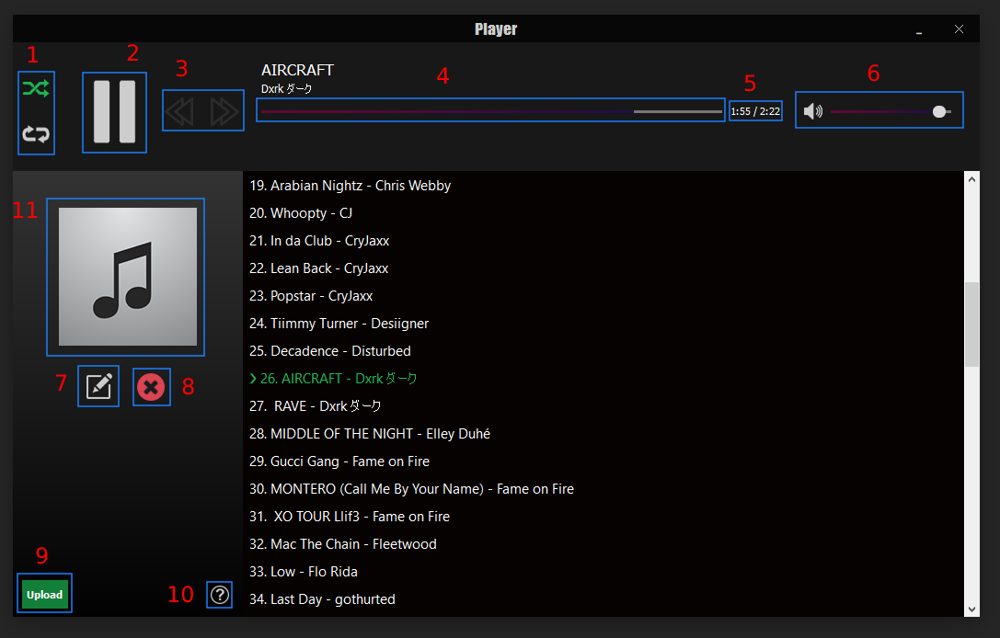 Player
1
2
3
4
5
6
AIRCRAFT
Dxrk ダーク
1:55 / 2:22
11
7
8
9
Upload
10
?
19. Arabian Nightz - Chris Webby
20. Whoopty - CJ
21. In da Club - CryJaxx
22. Lean Back - CryJaxx
23. Popstar - CryJaxx
24. Tiimmy Turner - Desiigner
25. Decadence - Disturbed
❯ 26. AIRCRAFT - Dxrk ダーク
27. RAVE - Dxrk ダーク
28. MIDDLE OF THE NIGHT - Elley Duhé
29. Gucci Gang - Fame on Fire
30. MONTERO (Call Me By Your Name) - Fame on Fire
31. XO TOUR Llif3 - Fame on Fire
32. Mac The Chain - Fleetwood
33. Low - Flo Rida
34. Last Day - gothurted